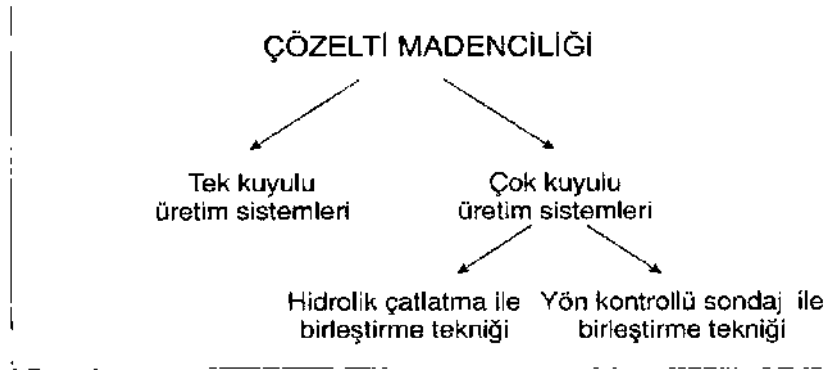 ÇÖZELTİ MADENCİLİĞİ
Tek kuyulu
üretim sistemleri
Çok kuyulu
üretim sistemleri
Hidrolik çatlatma ile
birleştirme tekniği
Yön kontrollü sondaj ile
birleştirme tekniği